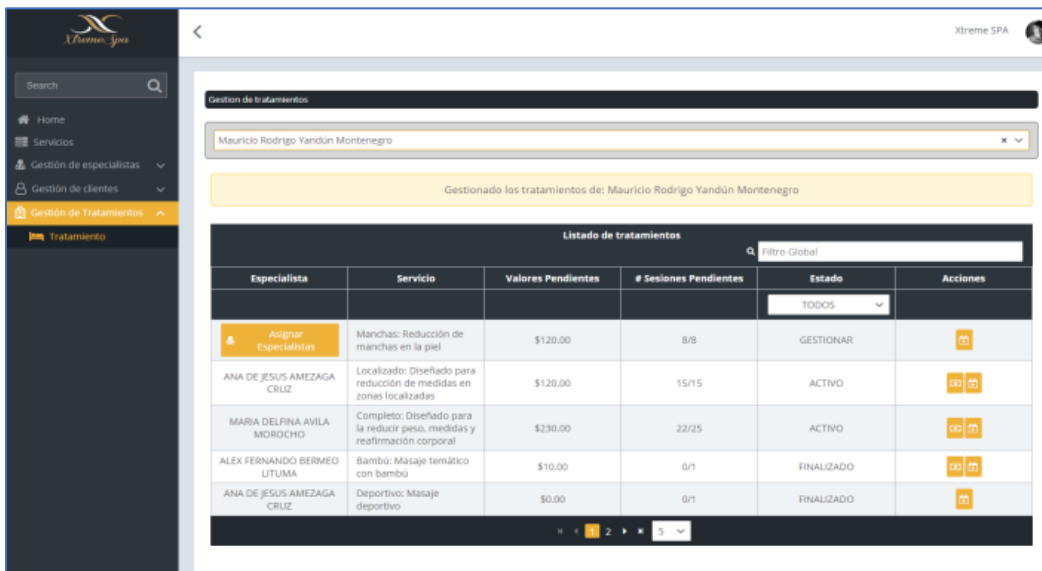 Xtreme Spa
Xtreme SPA
Search
Home
Servicios
Gestión de especialistas
Gestión de clientes
Gestión de Tratamientos
Tratamiento
Gestion de tratamientos
Mauricio Rodrigo Yandún Montenegro
Gestionado los tratamientos de: Mauricio Rodrigo Yandún Montenegro
Listado de tratamientos
Filtro Global
Especialista Servicio Valores Pendientes # Sesiones Pendientes Estado Acciones
TODOS
Asignar Especialistas Manchas: Reducción de manchas en la piel $120.00 8/8 GESTIONAR
ANA DE JESUS AMEZAGA CRUZ Localizado: Diseñado para reducción de medidas en zonas localizadas $120.00 15/15 ACTIVO
MARIA DELFINA AVILA MOROCHO Completo: Diseñado para la reducir peso, medidas y reafirmación corporal $230.00 22/25 ACTIVO
ALEX FERNANDO BERMEO LITUMA Bambú: Masaje temático con bambú $10.00 0/1 FINALIZADO
ANA DE JESUS AMEZAGA CRUZ Deportivo: Masaje deportivo $0.00 0/1 FINALIZADO
1 2 5